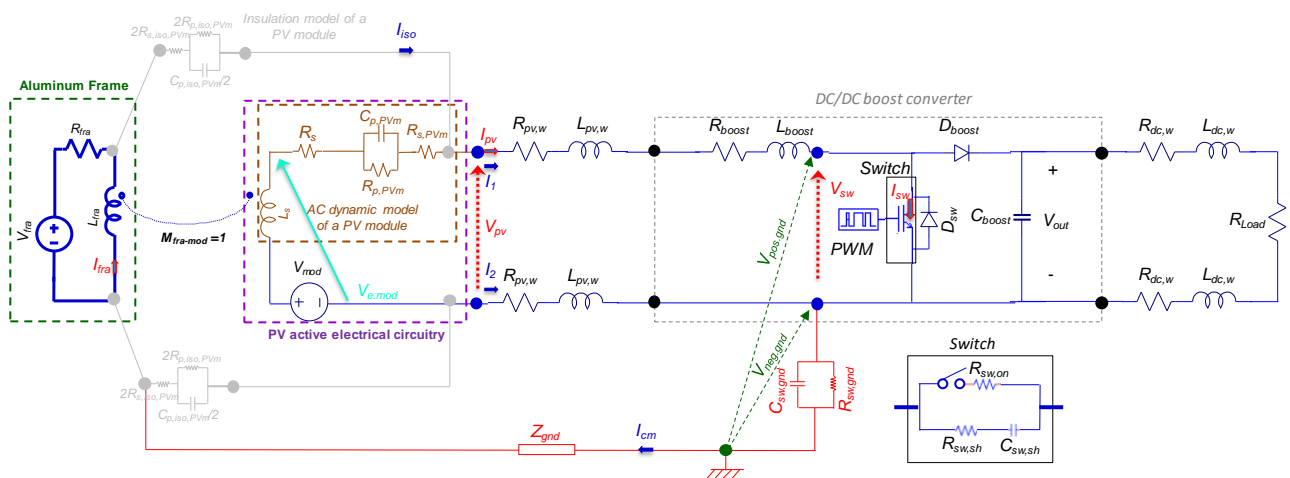 Insulation model of a
PV module
2R_p,iso,PVm
2R_s,iso,PVm
C_p,iso,PVm/2
I_iso
Aluminum Frame
R_fra
V_fra
L_fra
I_fra
M_fra-mod =1
R_s
C_p,PVm
R_s,PVm
R_p,PVm
L_s
AC dynamic model
of a PV module
V_mod
V_e,mod
PV active electrical circuitry
I_pv
I_1
V_pv
I_2
R_pv,w
L_pv,w
R_pv,w
L_pv,w
DC/DC boost converter
R_boost
L_boost
D_boost
Switch
I_sw
V_sw
PWM
D_sw
C_boost
+
V_out
-
V_pos.gnd
V_neg.gnd
R_dc,w
L_dc,w
R_Load
R_dc,w
L_dc,w
2R_p,iso,PVm
2R_s,iso,PVm
C_p,iso,PVm/2
C_sw,gnd
R_sw,gnd
Z_gnd
I_cm
Switch
R_sw,on
R_sw,sh
C_sw,sh